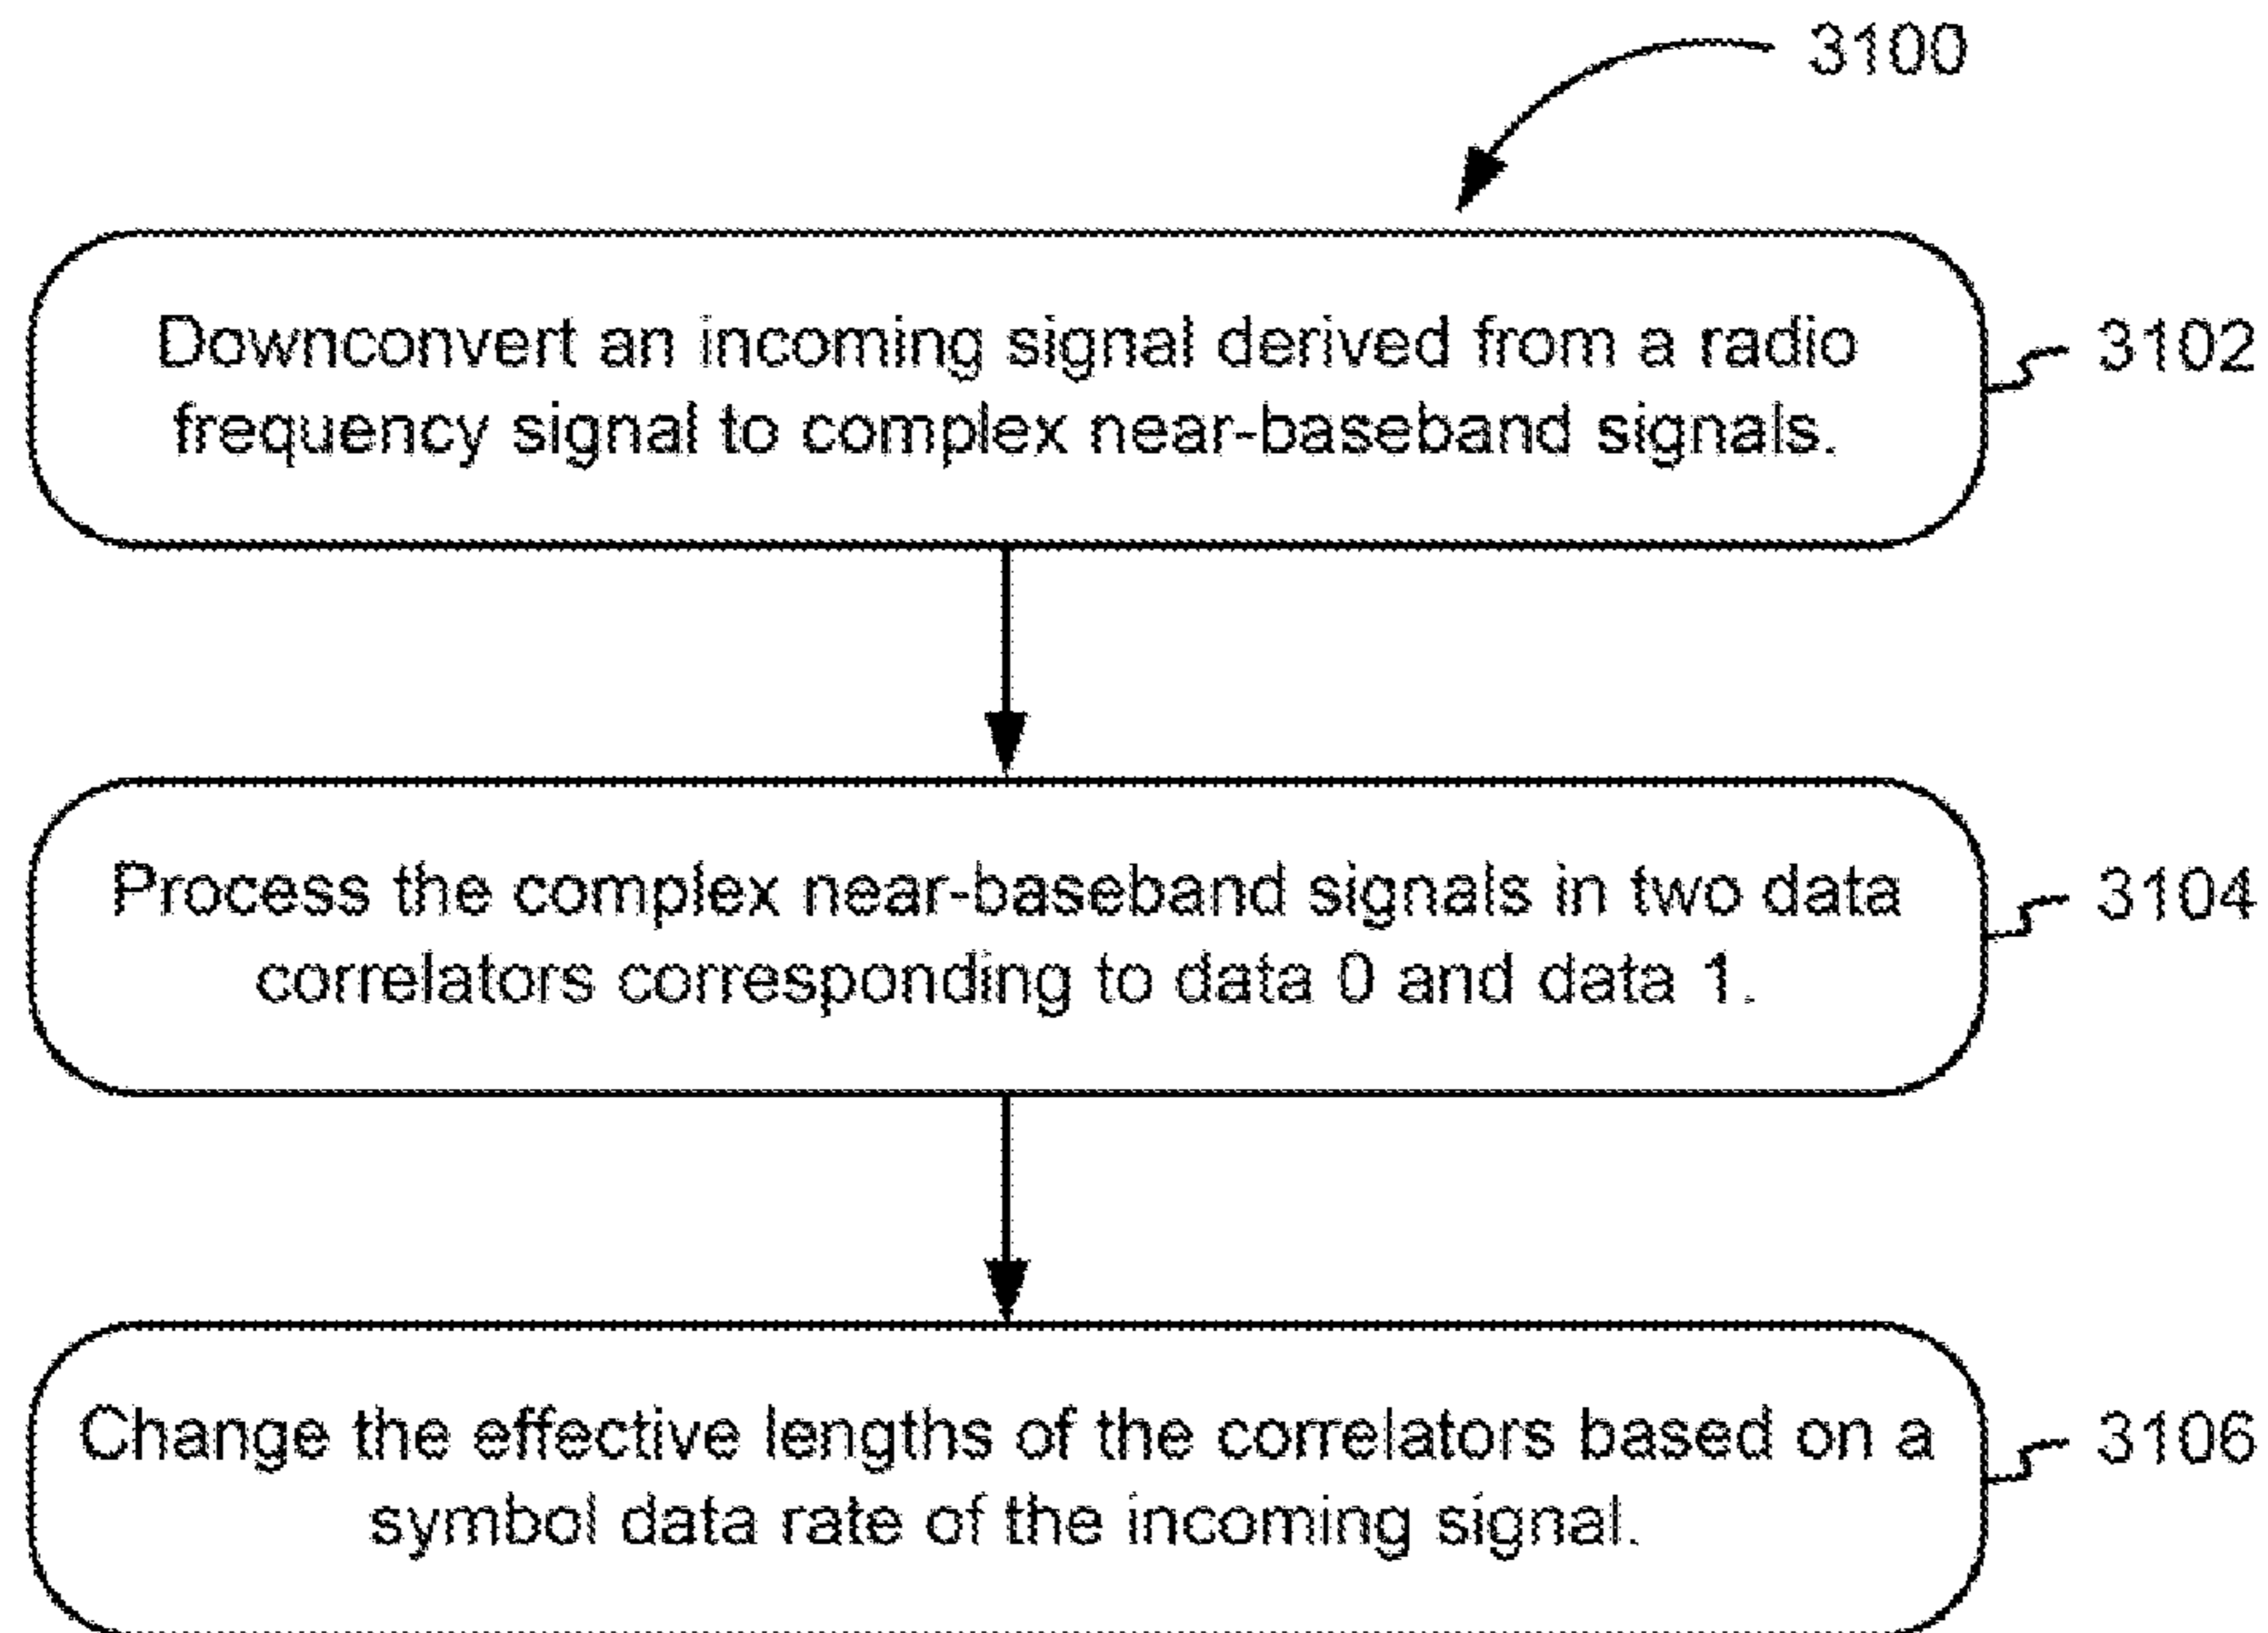 3100
Downconvert an incoming signal derived from a radio
frequency signal to complex near-baseband signals.
3102
Process the complex near-baseband signals in two data
correlators corresponding to data 0 and data 1.
3104
Change the effective lengths of the correlators based on a
symbol data rate of the incoming signal.
3106